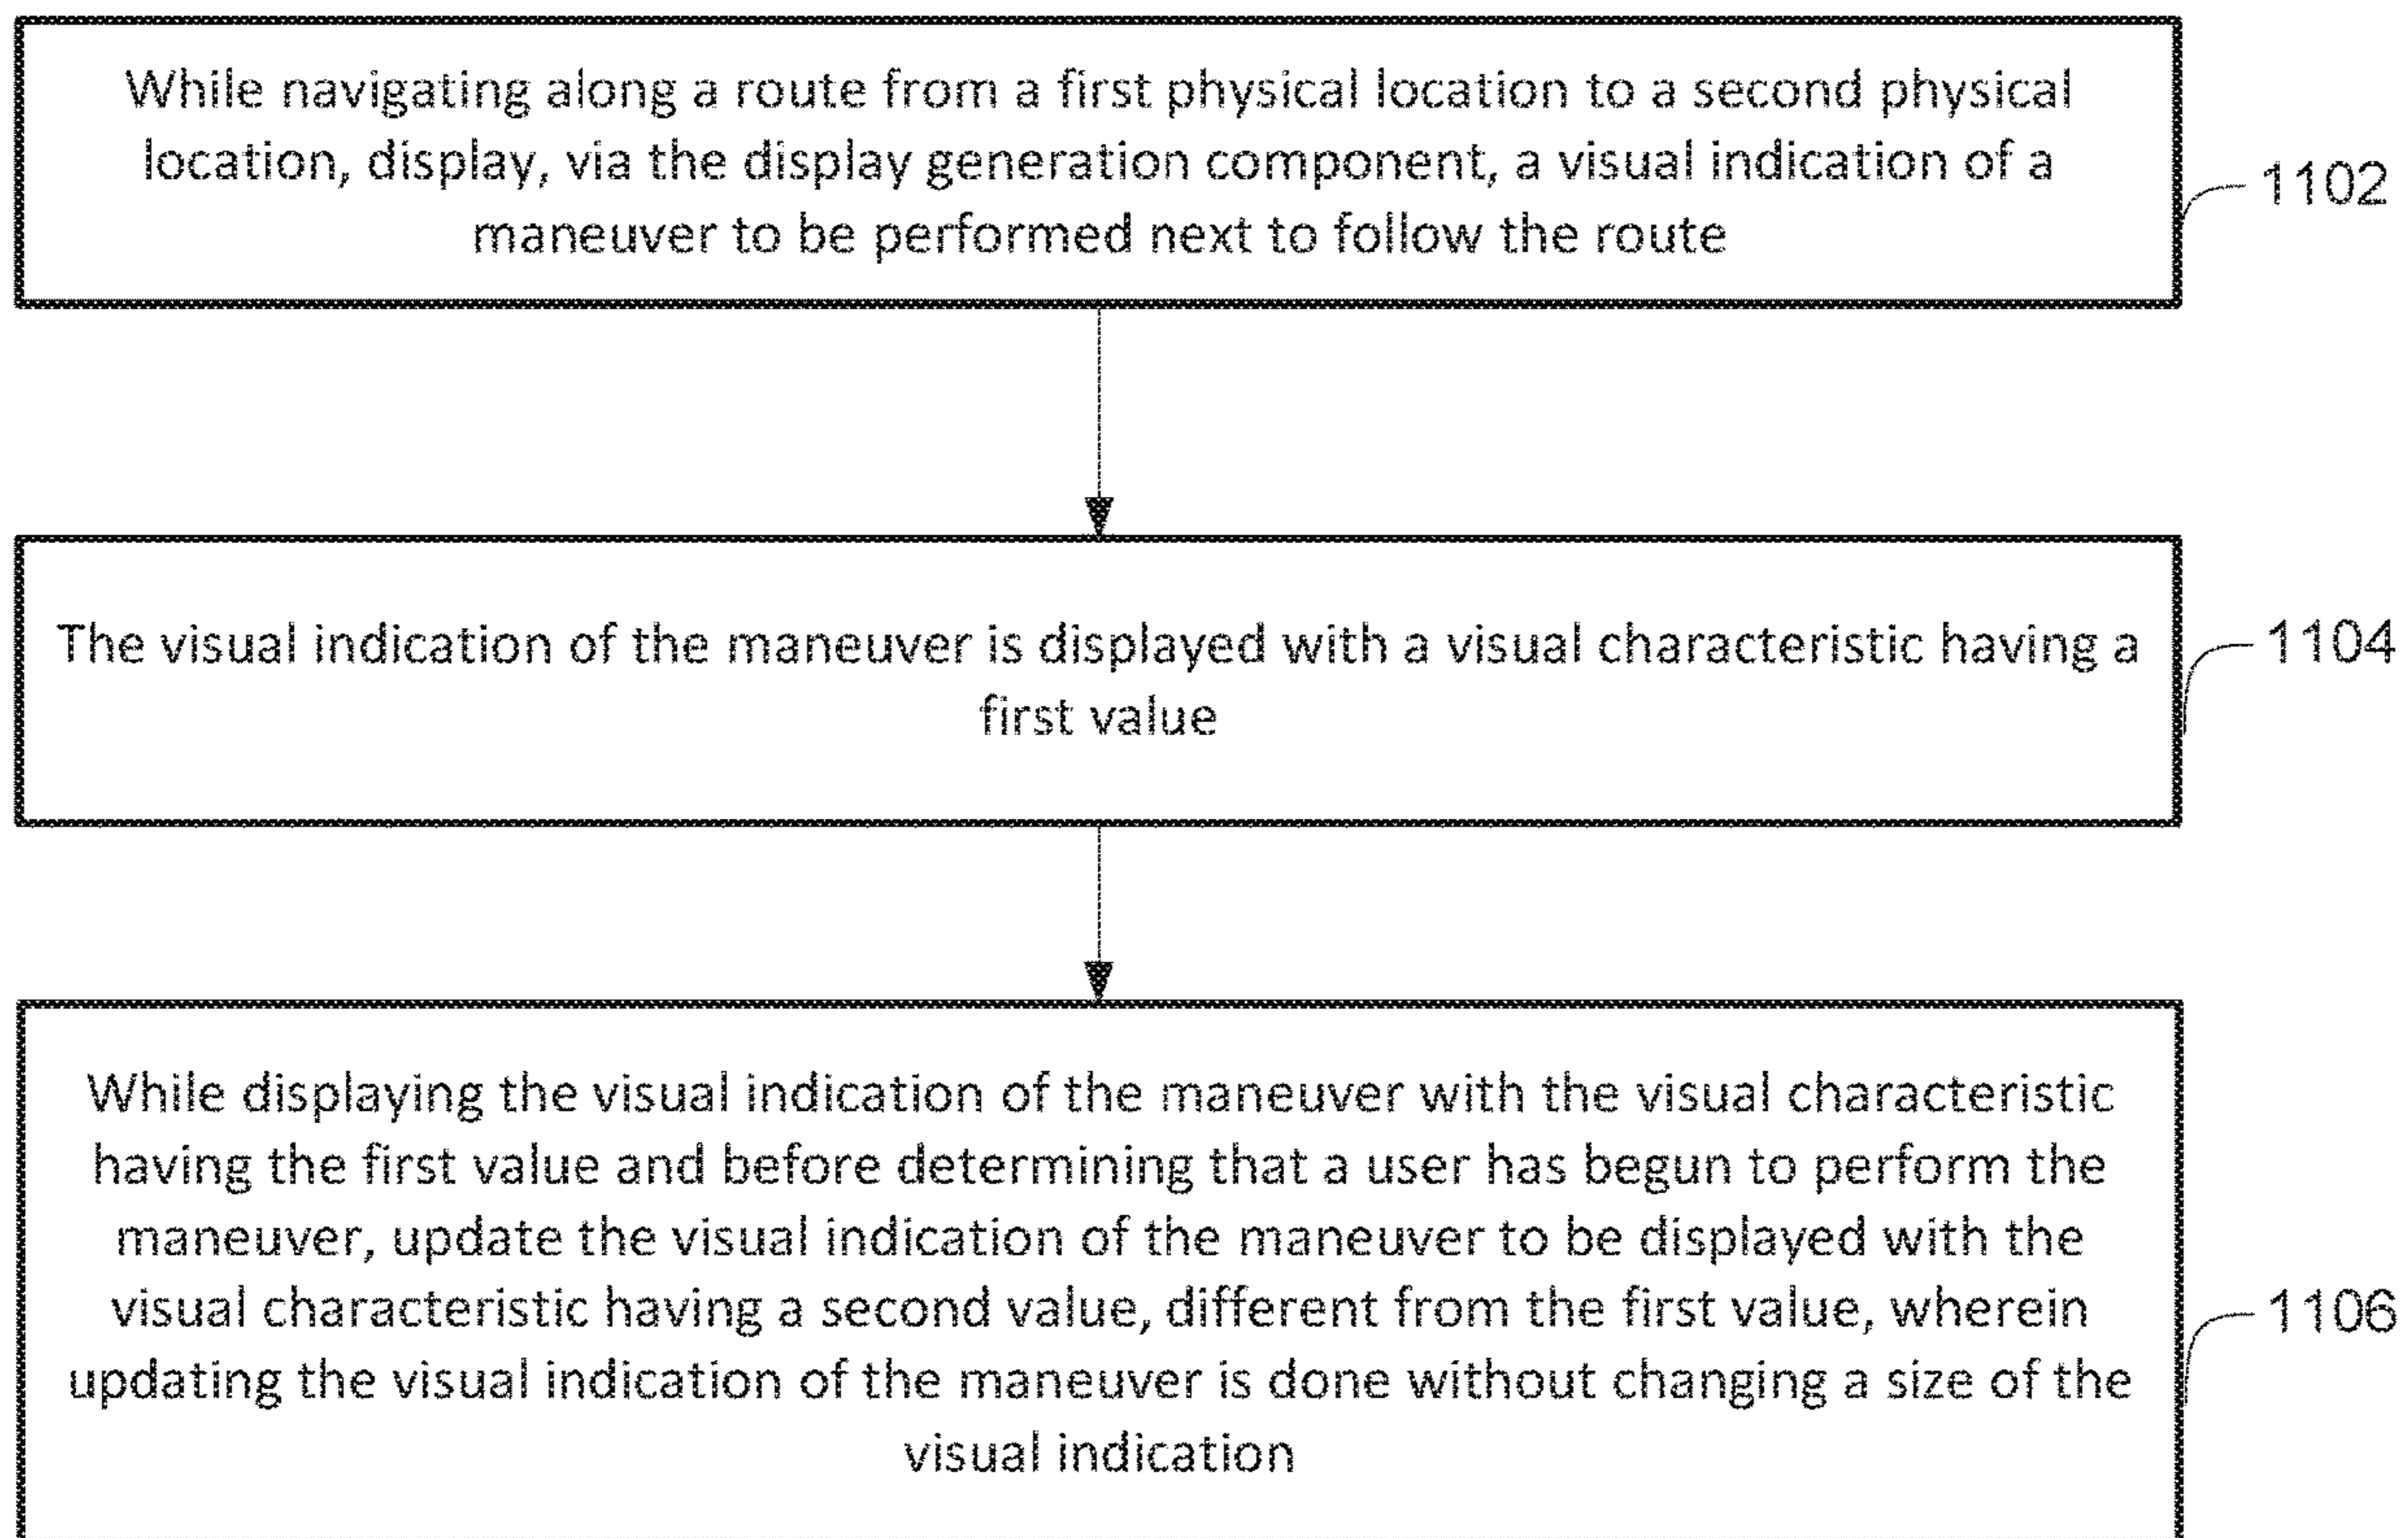 While navigating along a route from a first physical
location, display, via the display generation component, a visual indication of a
maneuver to be performed next to follow the route
1102
The visual indication of the maneuver is displayed with a visual characteristic having a
first value
1104
While displaying the visual indication of the maneuver with the visual characteristic
having the first value and before determining that a user has begun to perform the
maneuver, update the visual indication of the maneuver to be displayed with the
visual characteristic having a second value, different from the first value, wherein
updating the visual indication of the maneuver is done without changing a size of the
visual indication
1106